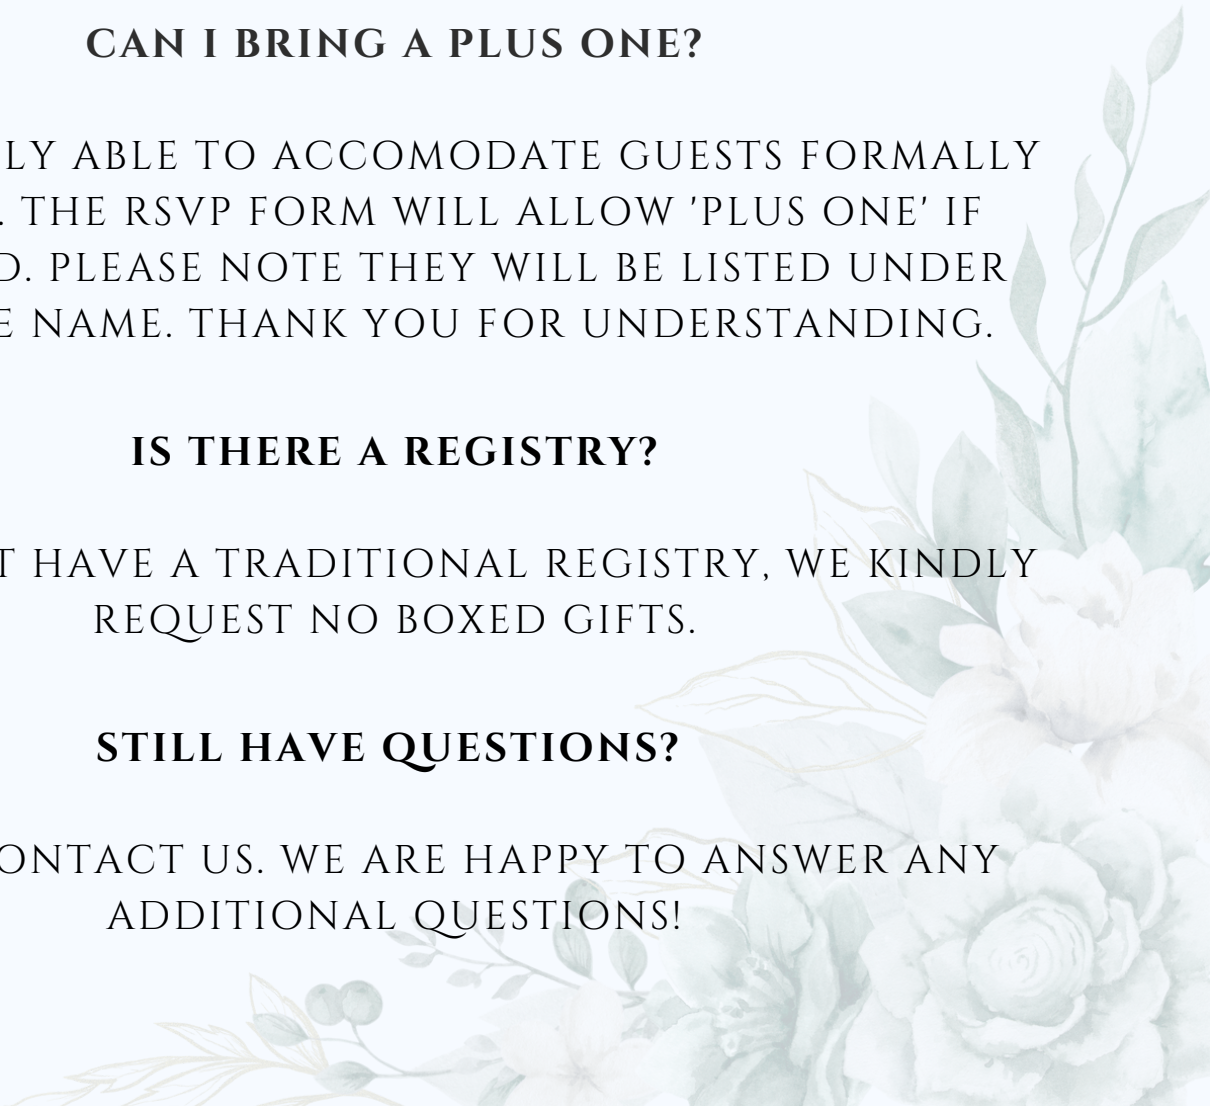 CAN I BRING A PLUS ONE?
LY ABLE TO ACCOMODATE GUESTS FORMALLY
. THE RSVP FORM WILL ALLOW 'PLUS ONE' IF
D. PLEASE NOTE THEY WILL BE LISTED UNDER
E NAME. THANK YOU FOR UNDERSTANDING.
IS THERE A REGISTRY?
T HAVE A TRADITIONAL REGISTRY, WE KINDLY
REQUEST NO BOXED GIFTS.
STILL HAVE QUESTIONS?
ONTACT US. WE ARE HAPPY TO ANSWER ANY
ADDITIONAL QUESTIONS!